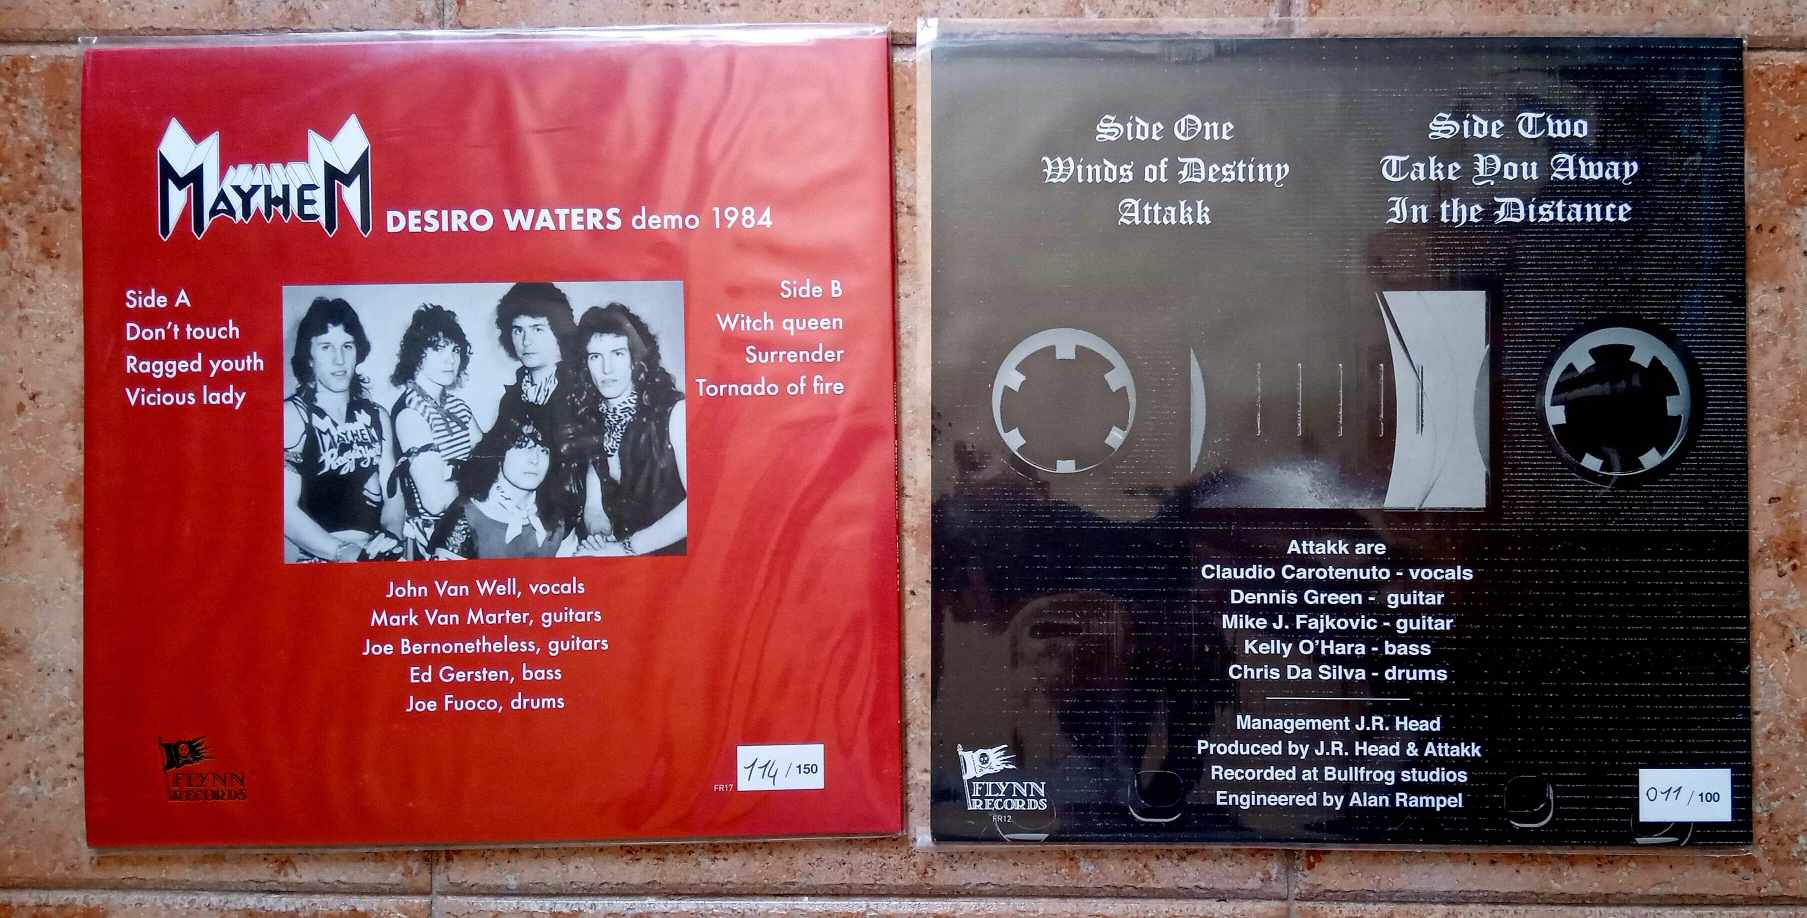 MAYHEM
DESIRO WATERS demo 1984
Side A
Don't touch
Ragged youth
Vicious lady
Side B
Witch queen
Surrender
Tornado of fire
MAYHEM
John Van Well, vocals
Mark Van Marter, guitars
Joe Bernonetheless, guitars
Ed Gersten, bass
Joe Fuoco, drums
FLYNN
RECORDS
FR17
114 / 150
Side One
Winds of Destiny
Attakk
Side Two
Take You Away
In the Distance
Attakk are
Claudio Carotenuto - vocals
Dennis Green - guitar
Mike J. Fajkovic - guitar
Kelly O'Hara - bass
Chris Da Silva - drums
Management J.R. Head
Produced by J.R. Head & Attakk
Recorded at Bullfrog studios
Engineered by Alan Rampel
FLYNN
RECORDS
FR12
011 / 100